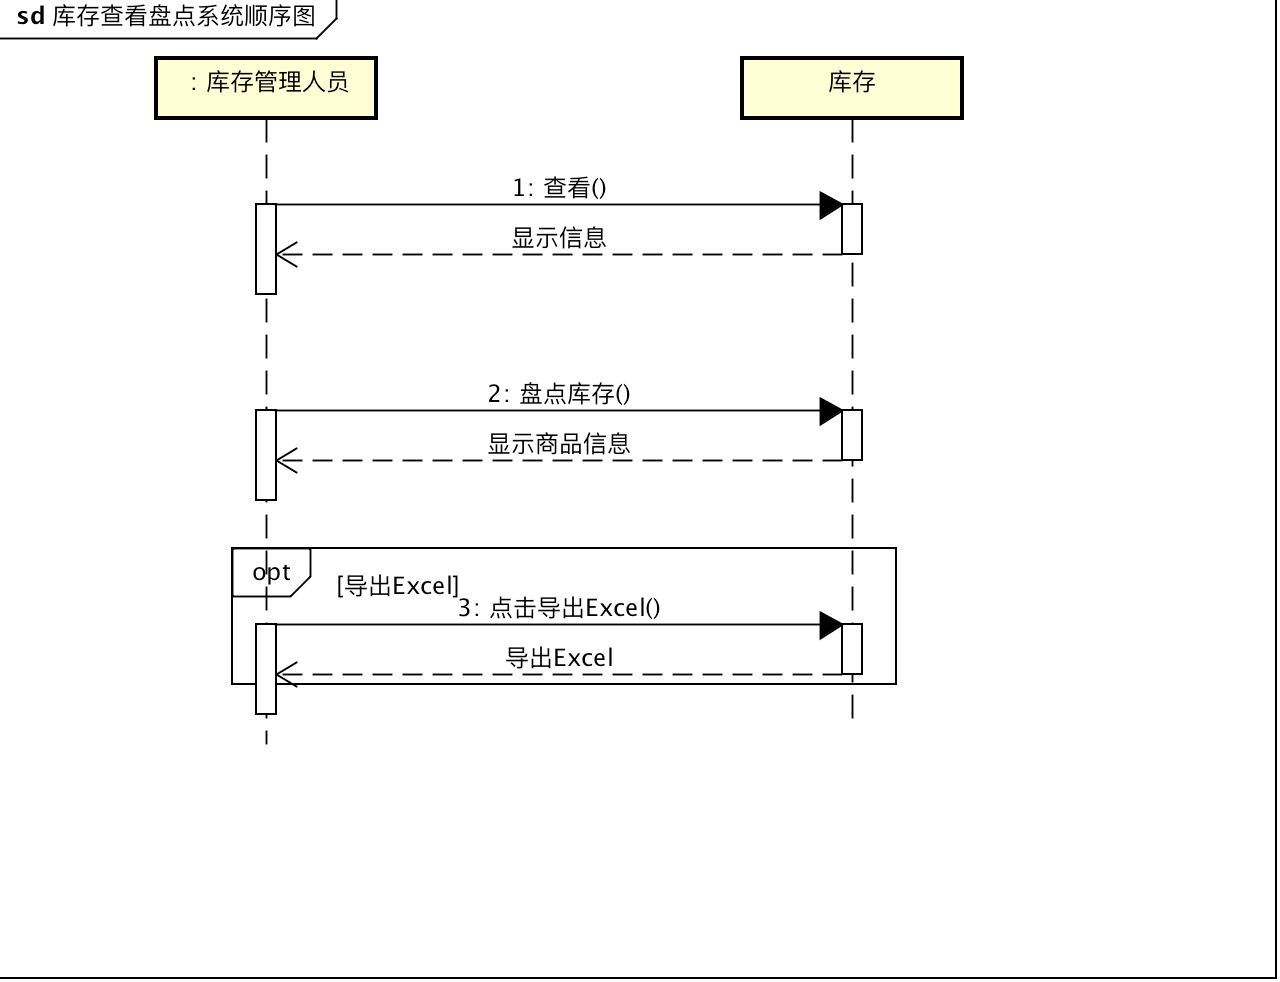 sd 库存查看盘点系统顺序图
: 库存管理人员
库存
1: 查看()
显示信息
2: 盘点库存()
显示商品信息
opt
[导出Excel]
3: 点击导出Excel()
导出Excel